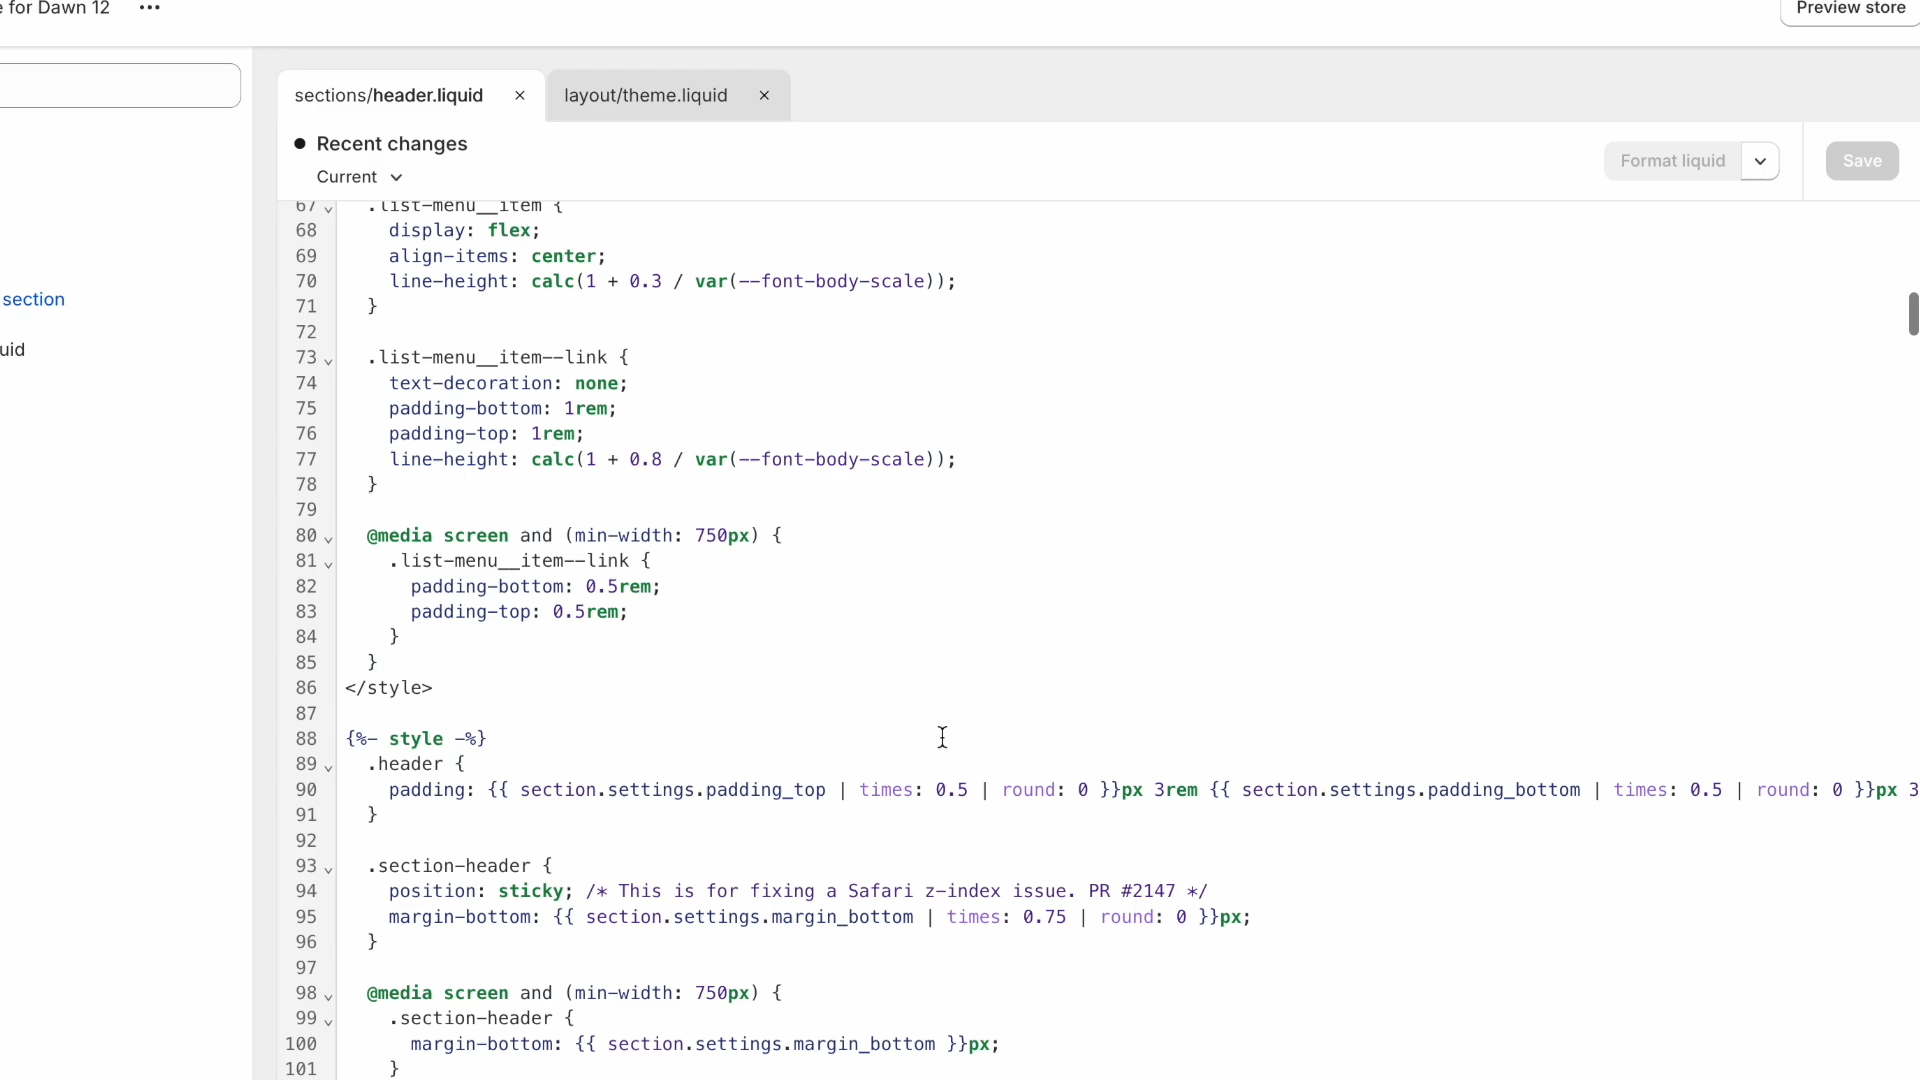 e for Dawn 12 •••
Preview store
section
uid
sections/header.liquid ×
layout/theme.liquid ×
Recent changes
Current
Format liquid
Save
67 .list-menu__item {
68 display: flex;
69 align-items: center;
70 line-height: calc(1 + 0.3 / var(--font-body-scale));
71 }
72
73 .list-menu__item--link {
74 text-decoration: none;
75 padding-bottom: 1rem;
76 padding-top: 1rem;
77 line-height: calc(1 + 0.8 / var(--font-body-scale));
78 }
79
80 @media screen and (min-width: 750px) {
81 .list-menu__item--link {
82 padding-bottom: 0.5rem;
83 padding-top: 0.5rem;
84 }
85 }
86 </style>
87
88 {%- style -%}
89 .header {
90 padding: {{ section.settings.padding_top | times: 0.5 | round: 0 }}px 3rem {{ section.settings.padding_bottom | times: 0.5 | round: 0 }}px 3
91 }
92
93 .section-header {
94 position: sticky; /* This is for fixing a Safari z-index issue. PR #2147 */
95 margin-bottom: {{ section.settings.margin_bottom | times: 0.75 | round: 0 }}px;
96 }
97
98 @media screen and (min-width: 750px) {
99 .section-header {
100 margin-bottom: {{ section.settings.margin_bottom }}px;
101 }